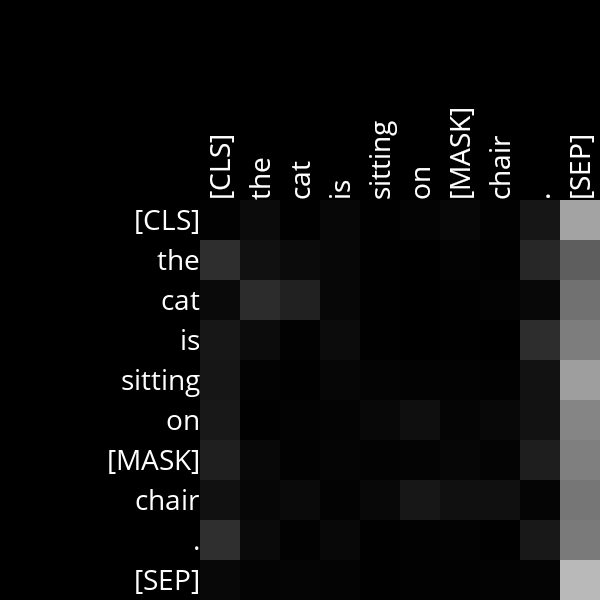 [CLS] the cat is sitting on [MASK] chair . [SEP]
[CLS]
the
cat
is
sitting
on
[MASK]
chair
.
[SEP]